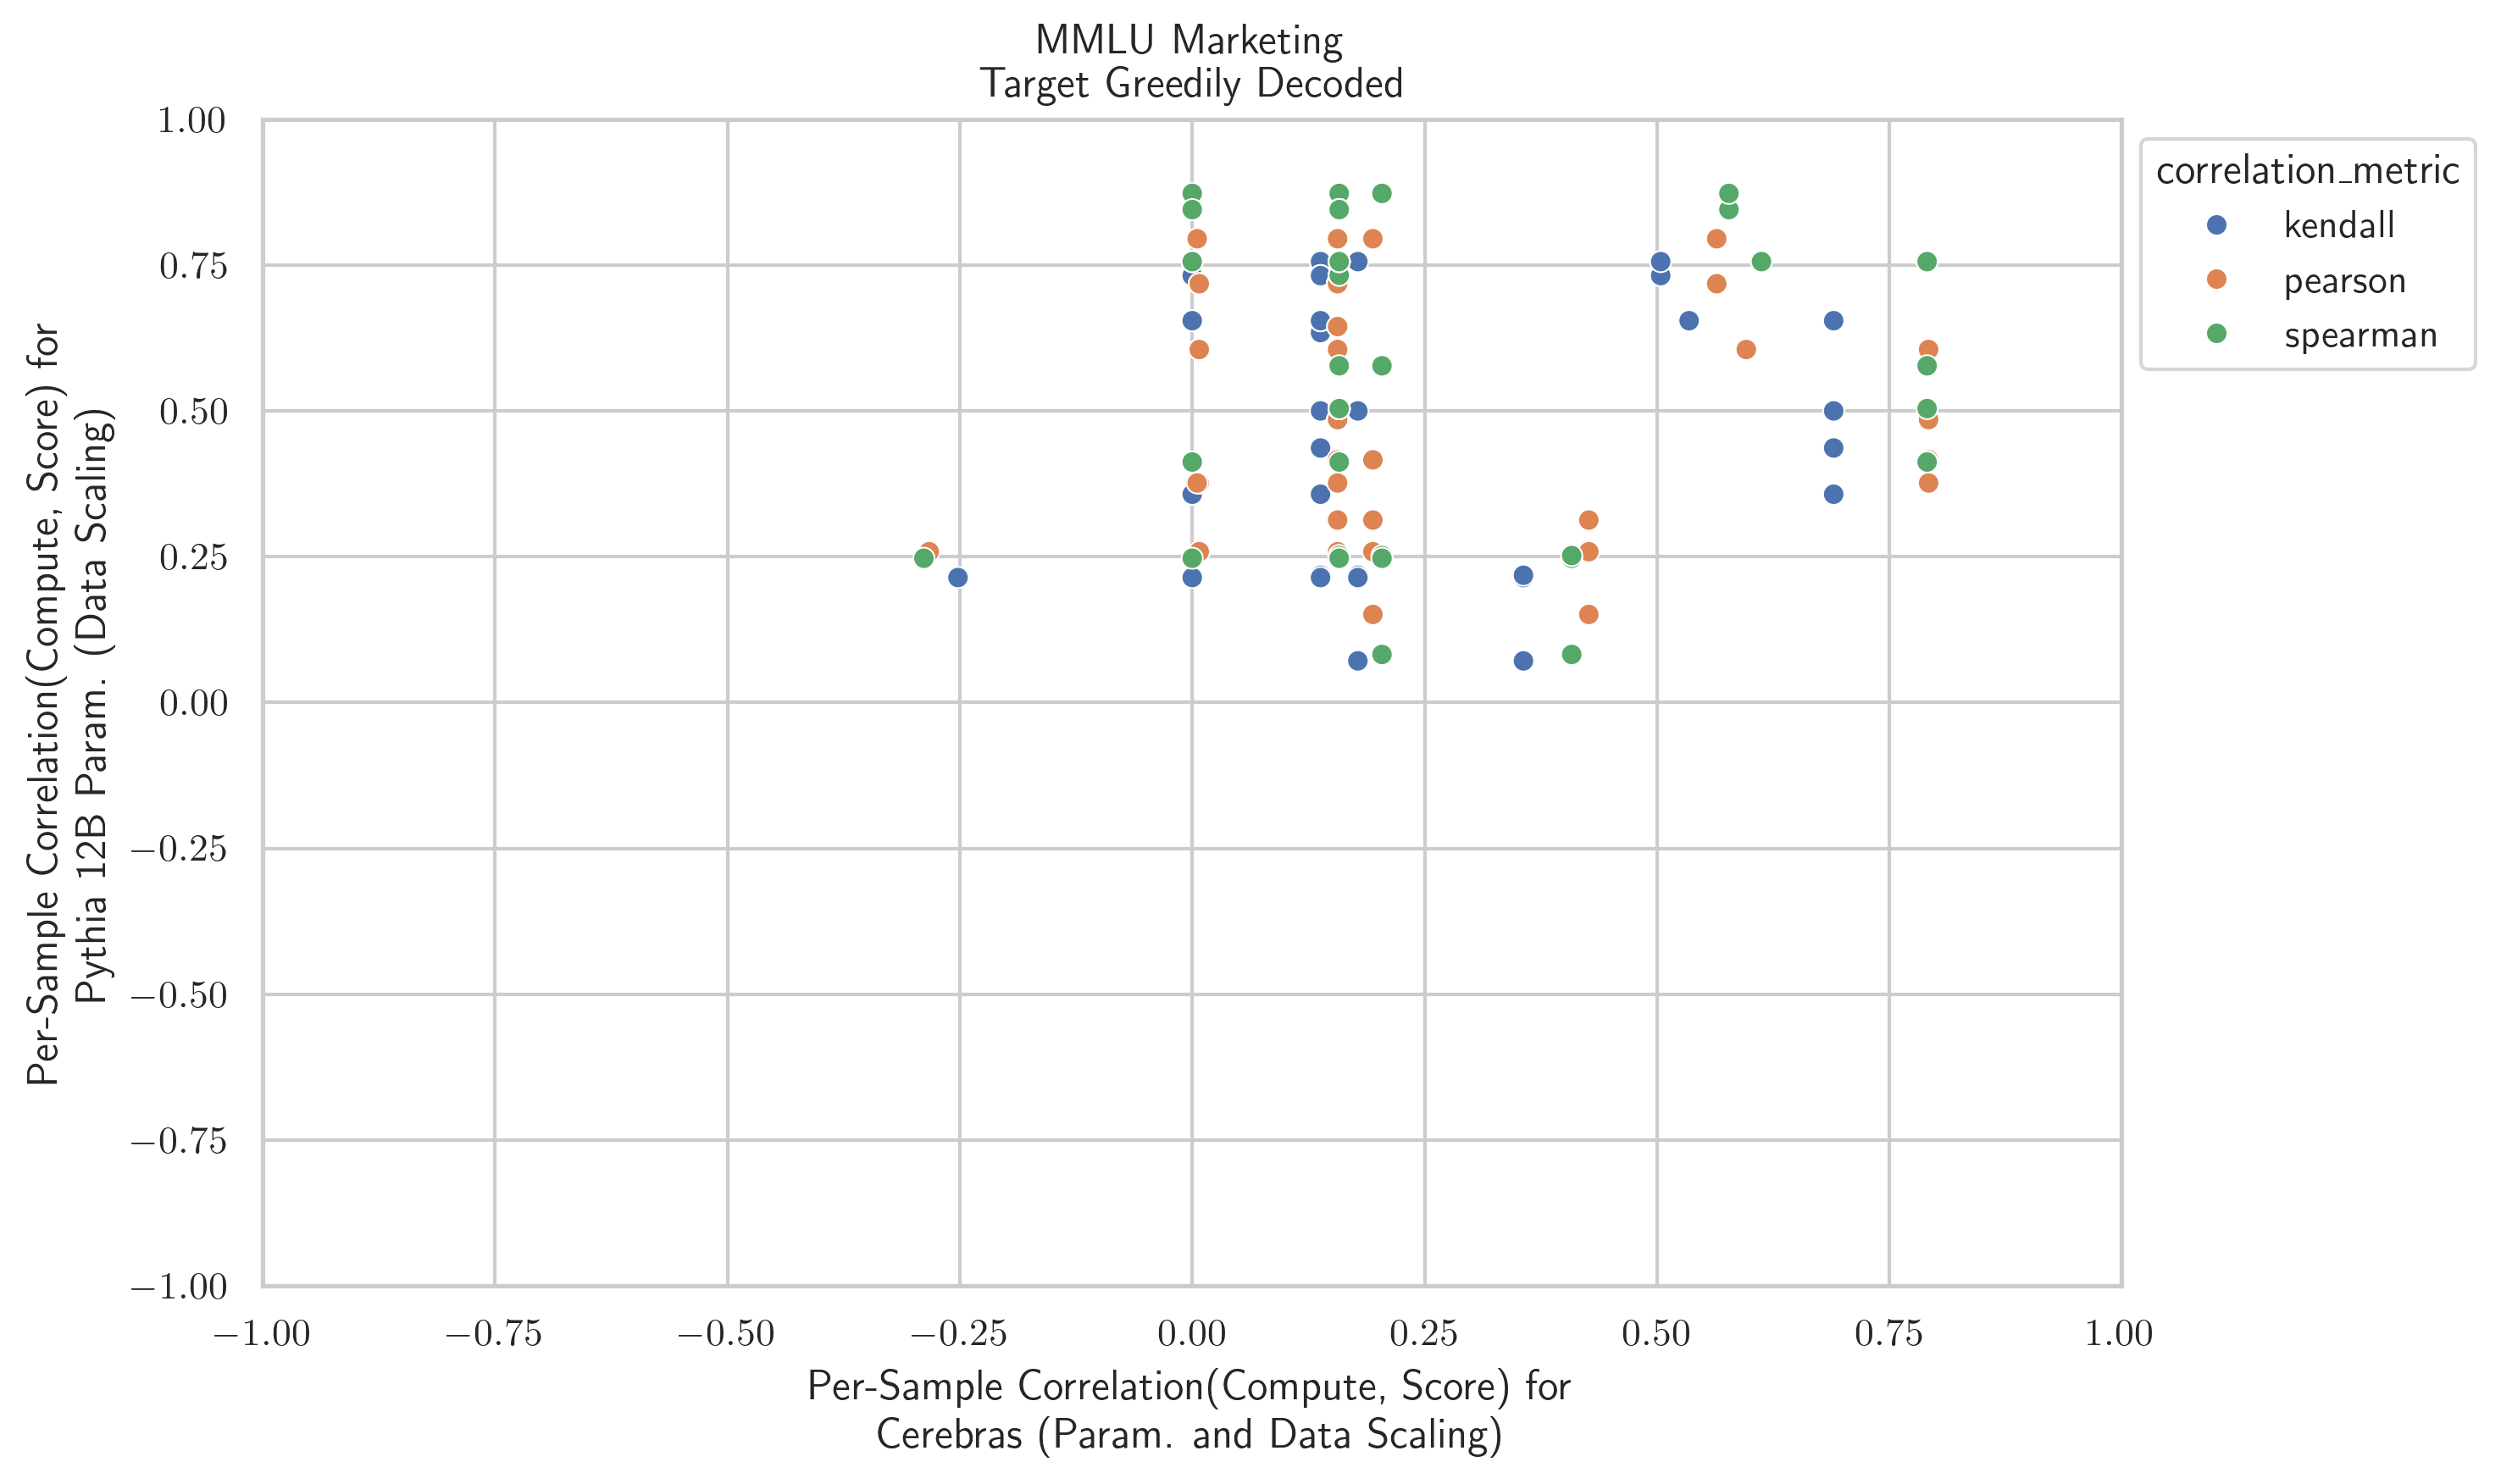 MMLU Marketing
Target Greedily Decoded
Per-Sample Correlation(Compute, Score) for
Pythia 12B Param. (Data Scaling)
1.00
0.75
0.50
0.25
0.00
−0.25
−0.50
−0.75
−1.00
−1.00 −0.75 −0.50 −0.25 0.00 0.25 0.50 0.75 1.00
Per-Sample Correlation(Compute, Score) for
Cerebras (Param. and Data Scaling)
correlation_metric
kendall
pearson
spearman